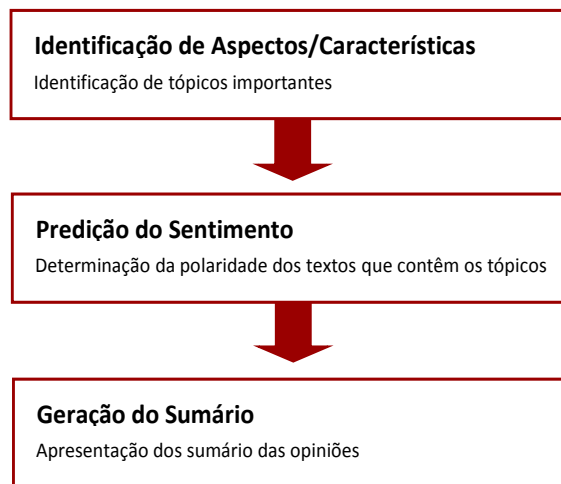 Identificação de Aspectos/Características
Identificação de tópicos importantes
Predição do Sentimento
Determinação da polaridade dos textos que contêm os tópicos
Geração do Sumário
Apresentação dos sumário das opiniões